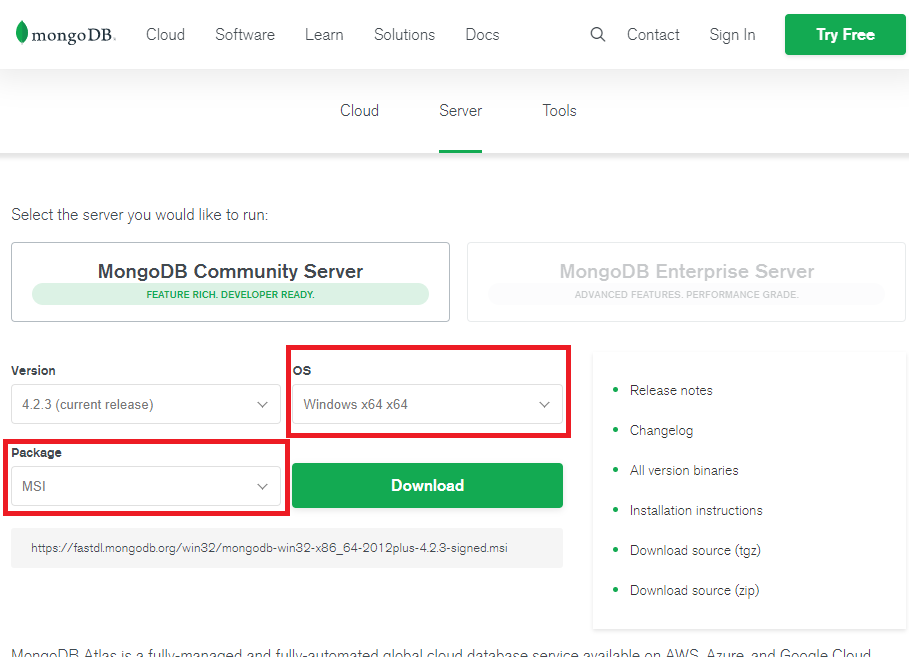 mongoDB. Cloud Software Learn Solutions Docs Contact Sign In Try Free
Cloud Server Tools
Select the server you would like to run:
MongoDB Community Server
FEATURE RICH. DEVELOPER READY.
MongoDB Enterprise Server
ADVANCED FEATURES. PERFORMANCE GRADE.
Version
4.2.3 (current release)
OS
Windows x64 x64
Package
MSI
Download
https://fastdl.mongodb.org/win32/mongodb-win32-x86_64-2012plus-4.2.3-signed.msi
Release notes
Changelog
All version binaries
Installation instructions
Download source (tgz)
Download source (zip)
MongoDB Atlas is a fully-managed and fully-automated global cloud database service available on AWS, Azure, and Google Cloud